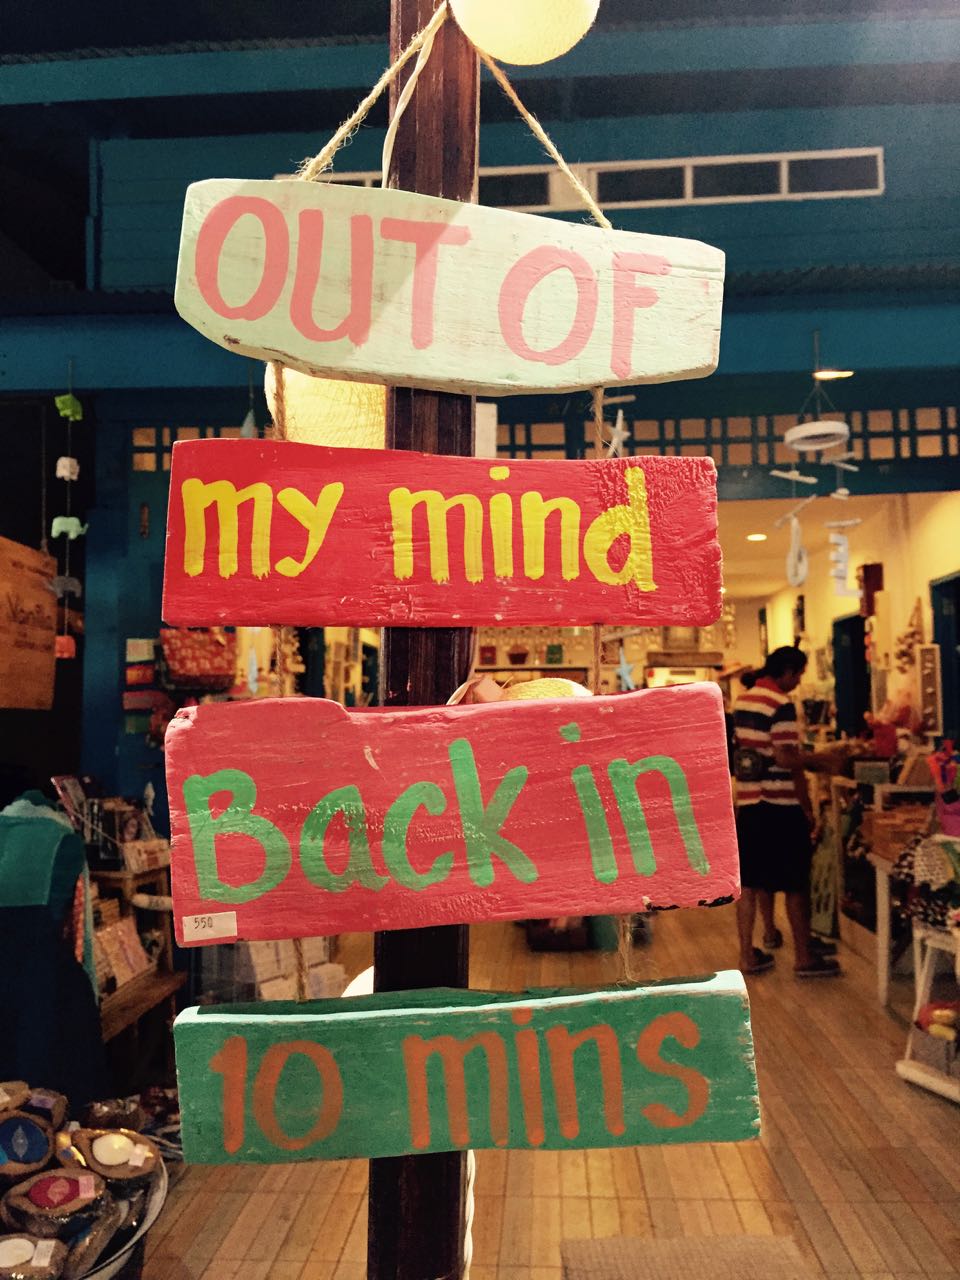 OUT OF
my mind
Back in
550
10 mins